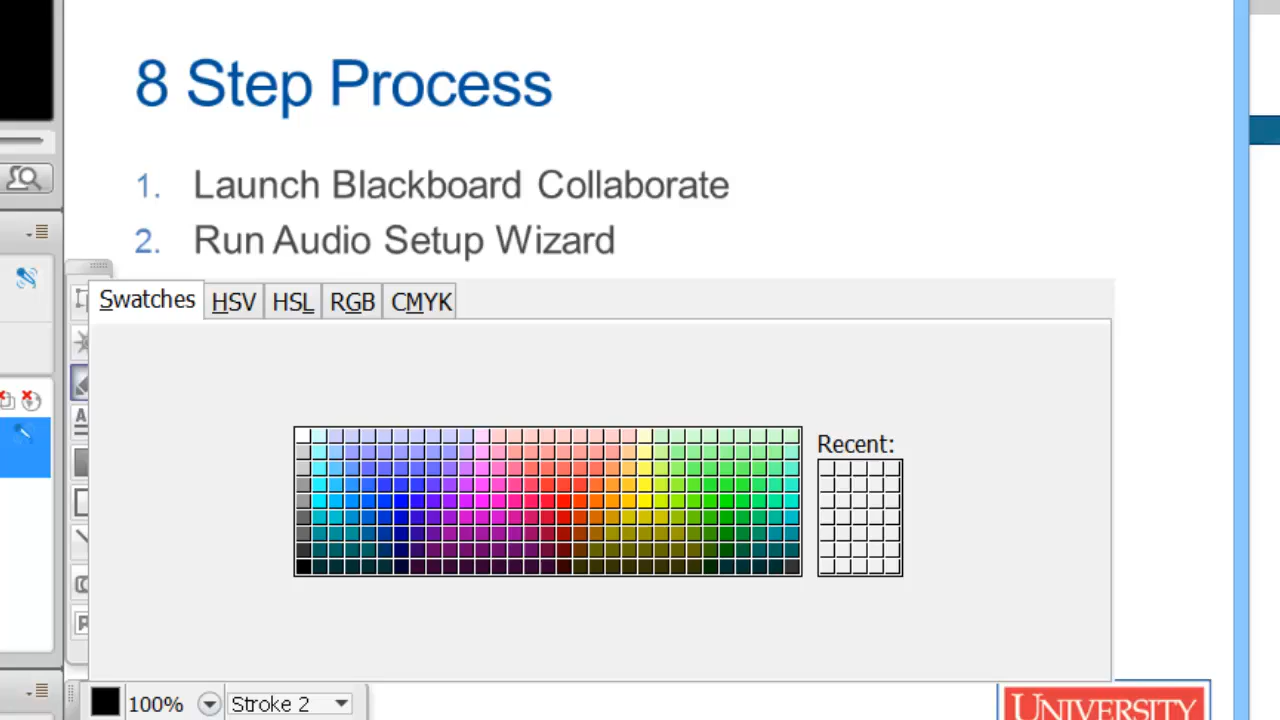 8 Step Process
1. Launch Blackboard Collaborate
2. Run Audio Setup Wizard
Swatches HSV HSL RGB CMYK
Recent:
100% Stroke 2
UNIVERSITY